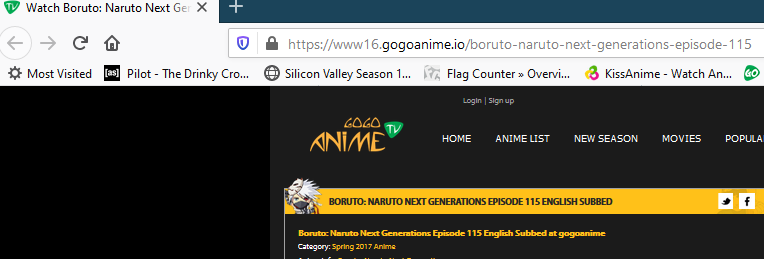 Watch Boruto: Naruto Next Gen
https://www16.gogoanime.io/boruto-naruto-next-generations-episode-115
Most Visited
[as] Pilot - The Drinky Cro...
Silicon Valley Season 1...
Flag Counter » Overvi...
KissAnime - Watch An...
GO
Login | Sign up
GOGO
ANIME TV
HOME
ANIME LIST
NEW SEASON
MOVIES
POPULA
BORUTO: NARUTO NEXT GENERATIONS EPISODE 115 ENGLISH SUBBED
Boruto: Naruto Next Generations Episode 115 English Subbed at gogoanime
Category: Spring 2017 Anime